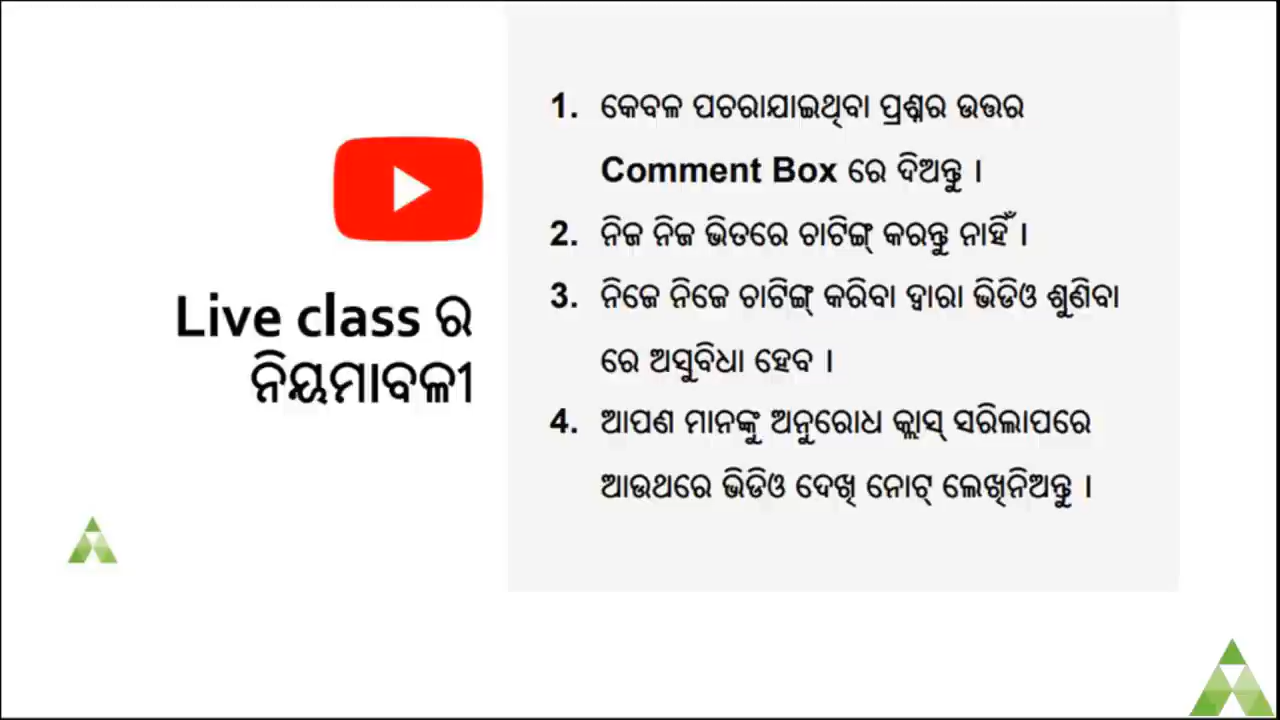 Live class ର
ନିୟମାବଳୀ
1. କେବଳ ପଚରାଯାଇଥିବା ପ୍ରଶ୍ନର ଉତ୍ତର
Comment Box ରେ ଦିଅନ୍ତୁ ।
2. ନିଜ ନିଜ ଭିତରେ ଚାଟିଙ୍ଗ୍ କରନ୍ତୁ ନାହିଁ ।
3. ନିଜେ ନିଜେ ଚାଟିଙ୍ଗ୍ କରିବା ଦ୍ଵାରା ଭିଡିଓ ଶୁଣିବା
ରେ ଅସୁବିଧା ହେବ ।
4. ଆପଣ ମାନଙ୍କୁ ଅନୁରୋଧ କ୍ଲାସ୍ ସରିଲାପରେ
ଆଉଥରେ ଭିଡିଓ ଦେଖି ନୋଟ୍ ଲେଖିନିଅନ୍ତୁ ।